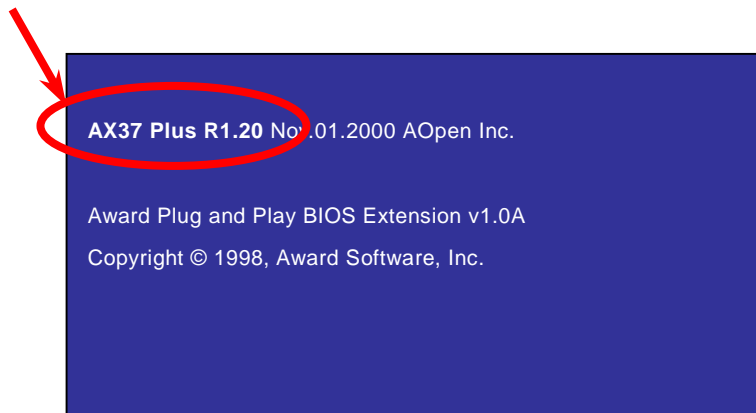 AX37 Plus R1.20 Nov.01.2000 AOpen Inc.
Award Plug and Play BIOS Extension v1.0A
Copyright © 1998, Award Software, Inc.